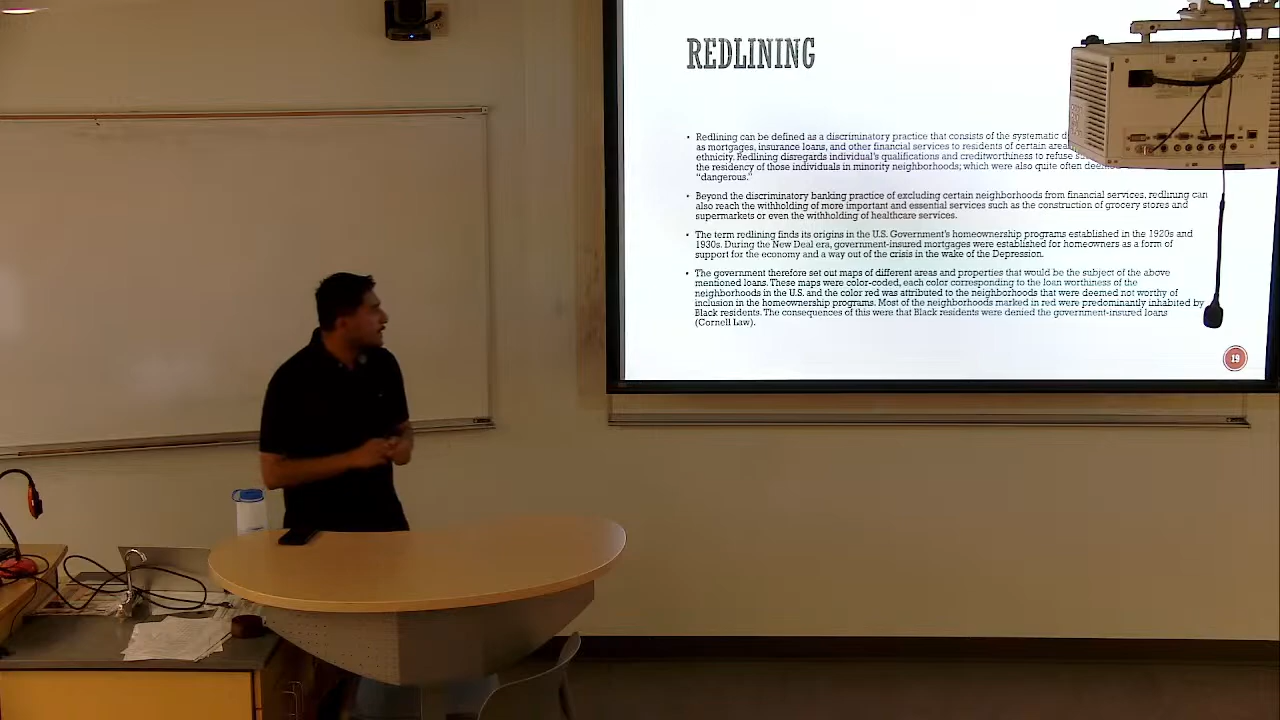 REDLINING
• Redlining can be defined as a discriminatory practice that consists of the systematic
as mortgages, insurance loans, and other financial services to residents of certain
ethnicity. Redlining disregards individual's qualifications and creditworthiness to refuse
the residency of those individuals in minority neighborhoods; which were also quite often
"dangerous."
• Beyond the discriminatory banking practice of excluding certain neighborhoods from financial services, redlining can
also reach the withholding of more important and essential services such as the construction of grocery stores and
supermarkets or even the withholding of healthcare services.
• The term redlining finds its origins in the U.S. Government's homeownership programs established in the 1920s and
1930s. During the New Deal era, government-insured mortgages were established for homeowners as a form of
support for the economy and a way out of the crisis in the wake of the Depression.
• The government therefore set out maps of different areas and properties that would be the subject of the above
mentioned loans. These maps were color-coded, each color corresponding to the loan worthiness of the
neighborhoods in the U.S. and the color red was attributed to the neighborhoods that were deemed not worthy of
inclusion in the homeownership programs. Most of the neighborhoods marked in red were predominantly inhabited by
Black residents. The consequences of this were that Black residents were denied the government-insured loans
(Cornell Law).
19